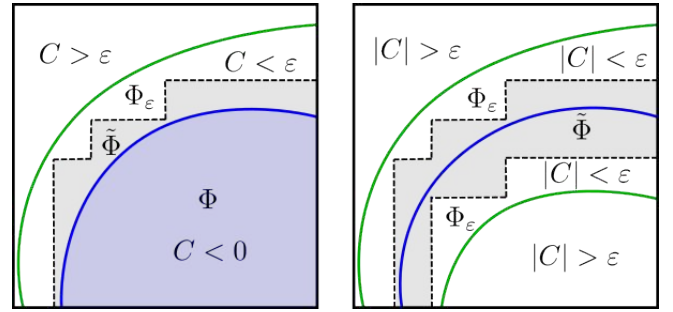 C > ε
C < ε
Φ_ε
Φ̃
Φ
C < 0
|C| > ε
|C| < ε
Φ_ε
Φ̃
|C| < ε
Φ_ε
|C| > ε